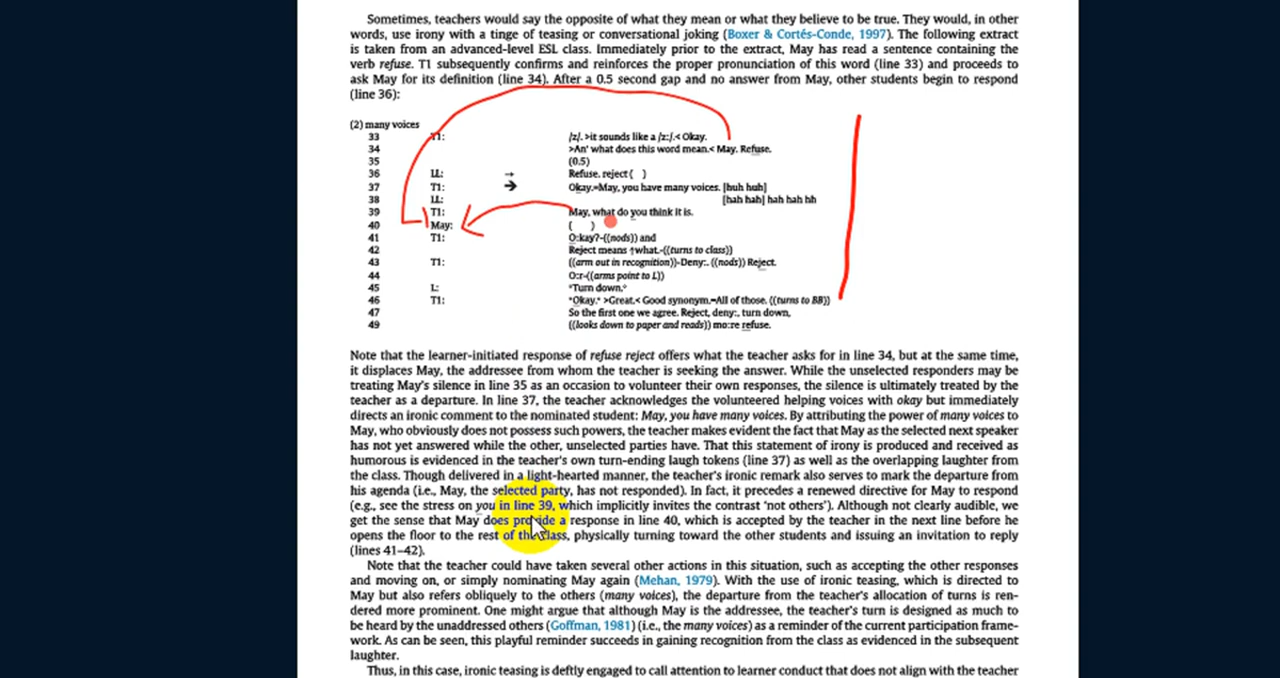 Sometimes, teachers would say the opposite of what they mean or what they believe to be true. They would, in other
words, use irony with a tinge of teasing or conversational joking (Boxer & Cortés-Conde, 1997). The following extract
is taken from an advanced-level ESL class. Immediately prior to the extract, May has read a sentence containing the
verb refuse. T1 subsequently confirms and reinforces the proper pronunciation of this word (line 33) and proceeds to
ask May for its definition (line 34). After a 0.5 second gap and no answer from May, other students begin to respond
(line 36):
(2) many voices
33 T1: /z/. >it sounds like a /z:/.< Okay.
34 >An' what does this word mean.< May. Refuse.
35 (0.5)
36 LL: → Refuse. reject ( )
37 T1: → Okay.=May, you have many voices. [huh huh]
38 LL: [hah hah] hah hah hh
39 T1: May, what do you think it is.
40 May: ( )
41 T1: O:kay?-((nods)) and
42 Reject means ↑what.-((turns to class))
43 T1: ((arm out in recognition))-Deny:. ((nods)) Reject.
44 O:r-((arms point to L))
45 L: °Turn down.°
46 T1: °Okay.° >Great.< Good synonym.=All of those. ((turns to BB))
47 So the first one we agree. Reject, deny:, turn down,
49 ((looks down to paper and reads)) mo:re refuse.
Note that the learner-initiated response of refuse reject offers what the teacher asks for in line 34, but at the same time,
it displaces May, the addressee from whom the teacher is seeking the answer. While the unselected responders may be
treating May's silence in line 35 as an occasion to volunteer their own responses, the silence is ultimately treated by the
teacher as a departure. In line 37, the teacher acknowledges the volunteered helping voices with okay but immediately
directs an ironic comment to the nominated student: May, you have many voices. By attributing the power of many voices to
May, who obviously does not possess such powers, the teacher makes evident the fact that May as the selected next speaker
has not yet answered while the other, unselected parties have. That this statement of irony is produced and received as
humorous is evidenced in the teacher's own turn-ending laugh tokens (line 37) as well as the overlapping laughter from
the class. Though delivered in a light-hearted manner, the teacher's ironic remark also serves to mark the departure from
his agenda (i.e., May, the selected party, has not responded). In fact, it precedes a renewed directive for May to respond
(e.g., see the stress on you in line 39, which implicitly invites the contrast 'not others'). Although not clearly audible, we
get the sense that May does provide a response in line 40, which is accepted by the teacher in the next line before he
opens the floor to the rest of the class, physically turning toward the other students and issuing an invitation to reply
(lines 41–42).
Note that the teacher could have taken several other actions in this situation, such as accepting the other responses
and moving on, or simply nominating May again (Mehan, 1979). With the use of ironic teasing, which is directed to
May but also refers obliquely to the others (many voices), the departure from the teacher's allocation of turns is ren-
dered more prominent. One might argue that although May is the addressee, the teacher's turn is designed as much to
be heard by the unaddressed others (Goffman, 1981) (i.e., the many voices) as a reminder of the current participation frame-
work. As can be seen, this playful reminder succeeds in gaining recognition from the class as evidenced in the subsequent
laughter.
Thus, in this case, ironic teasing is deftly engaged to call attention to learner conduct that does not align with the teacher